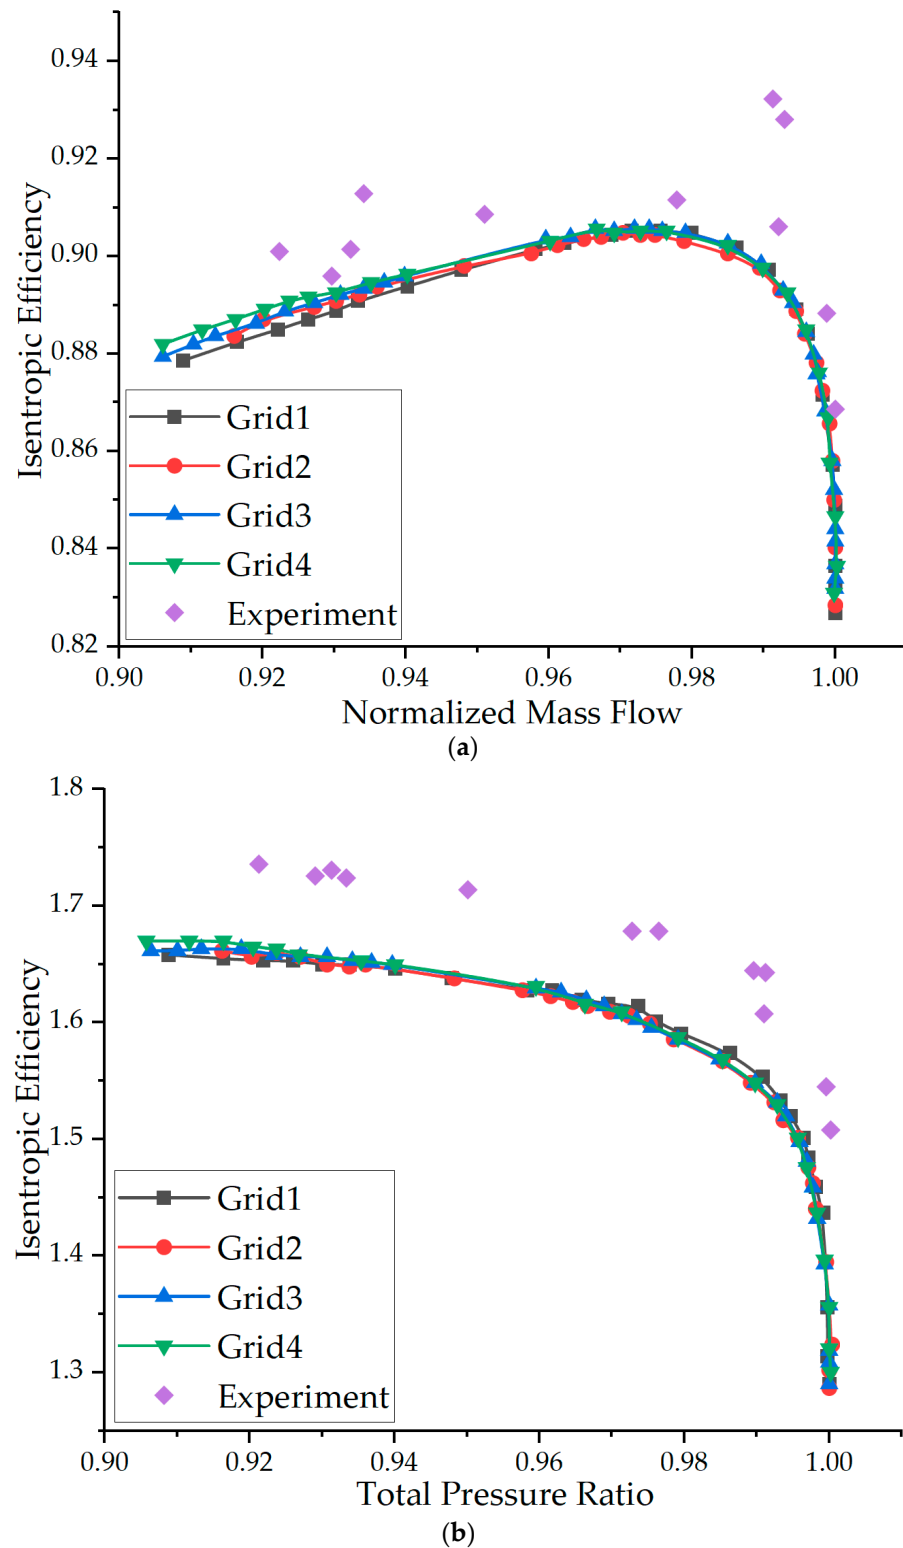 0.94
0.92
0.90
0.88
0.86
0.84
0.82
Isentropic Efficiency
Grid1
Grid2
Grid3
Grid4
Experiment
0.90 0.92 0.94 0.96 0.98 1.00
Normalized Mass Flow
(a)
1.8
1.7
1.6
1.5
1.4
1.3
Isentropic Efficiency
Grid1
Grid2
Grid3
Grid4
Experiment
0.90 0.92 0.94 0.96 0.98 1.00
Total Pressure Ratio
(b)